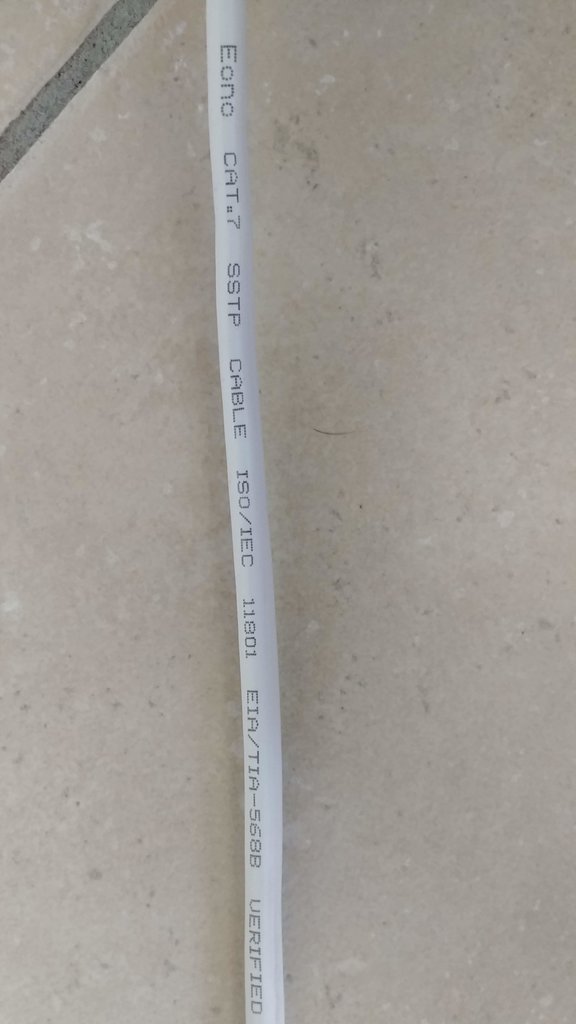 Eono CAT.:7 SSTP CABLE ISO/IEC 11801 EIA/TIA-568B VERIFIED